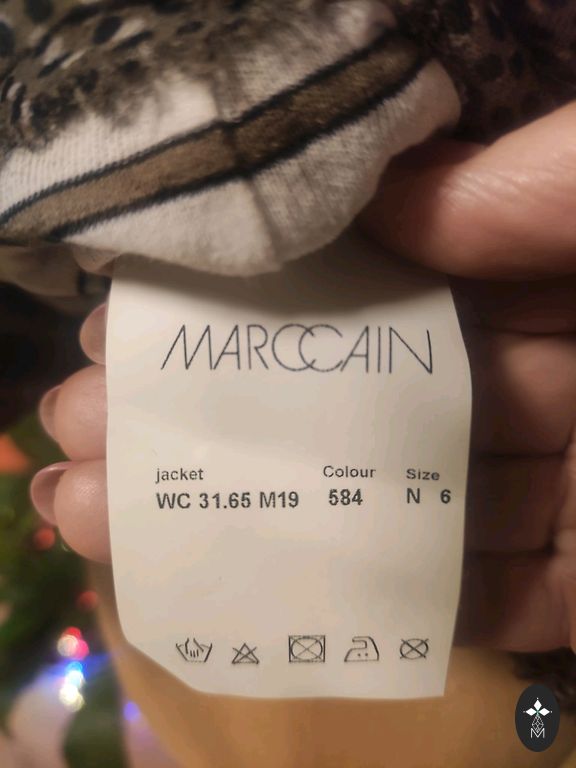 MARCCAIN
jacket Colour Size
WC 31.65 M19 584 N 6
M